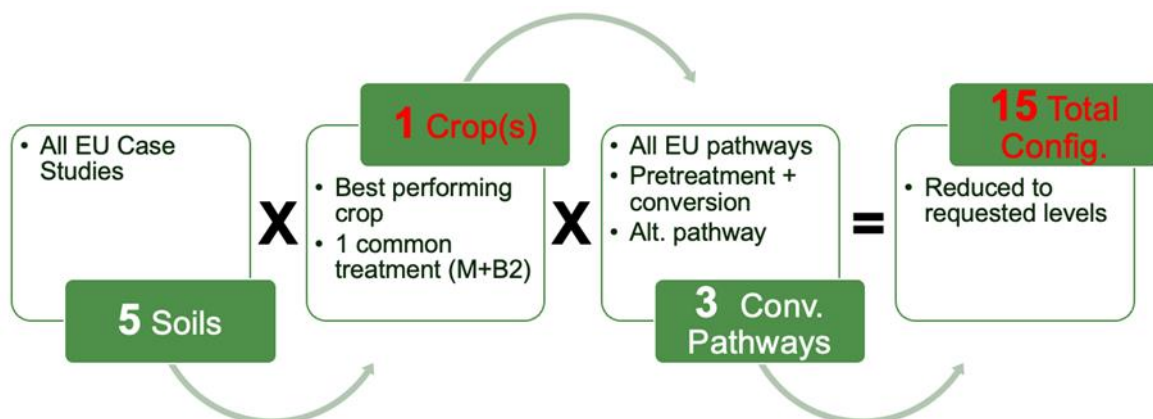 • All EU Case
Studies
5 Soils
X
1 Crop(s)
• Best performing
crop
• 1 common
treatment (M+B2)
X
• All EU pathways
• Pretreatment +
conversion
• Alt. pathway
3 Conv.
Pathways
=
15 Total
Config.
• Reduced to
requested levels